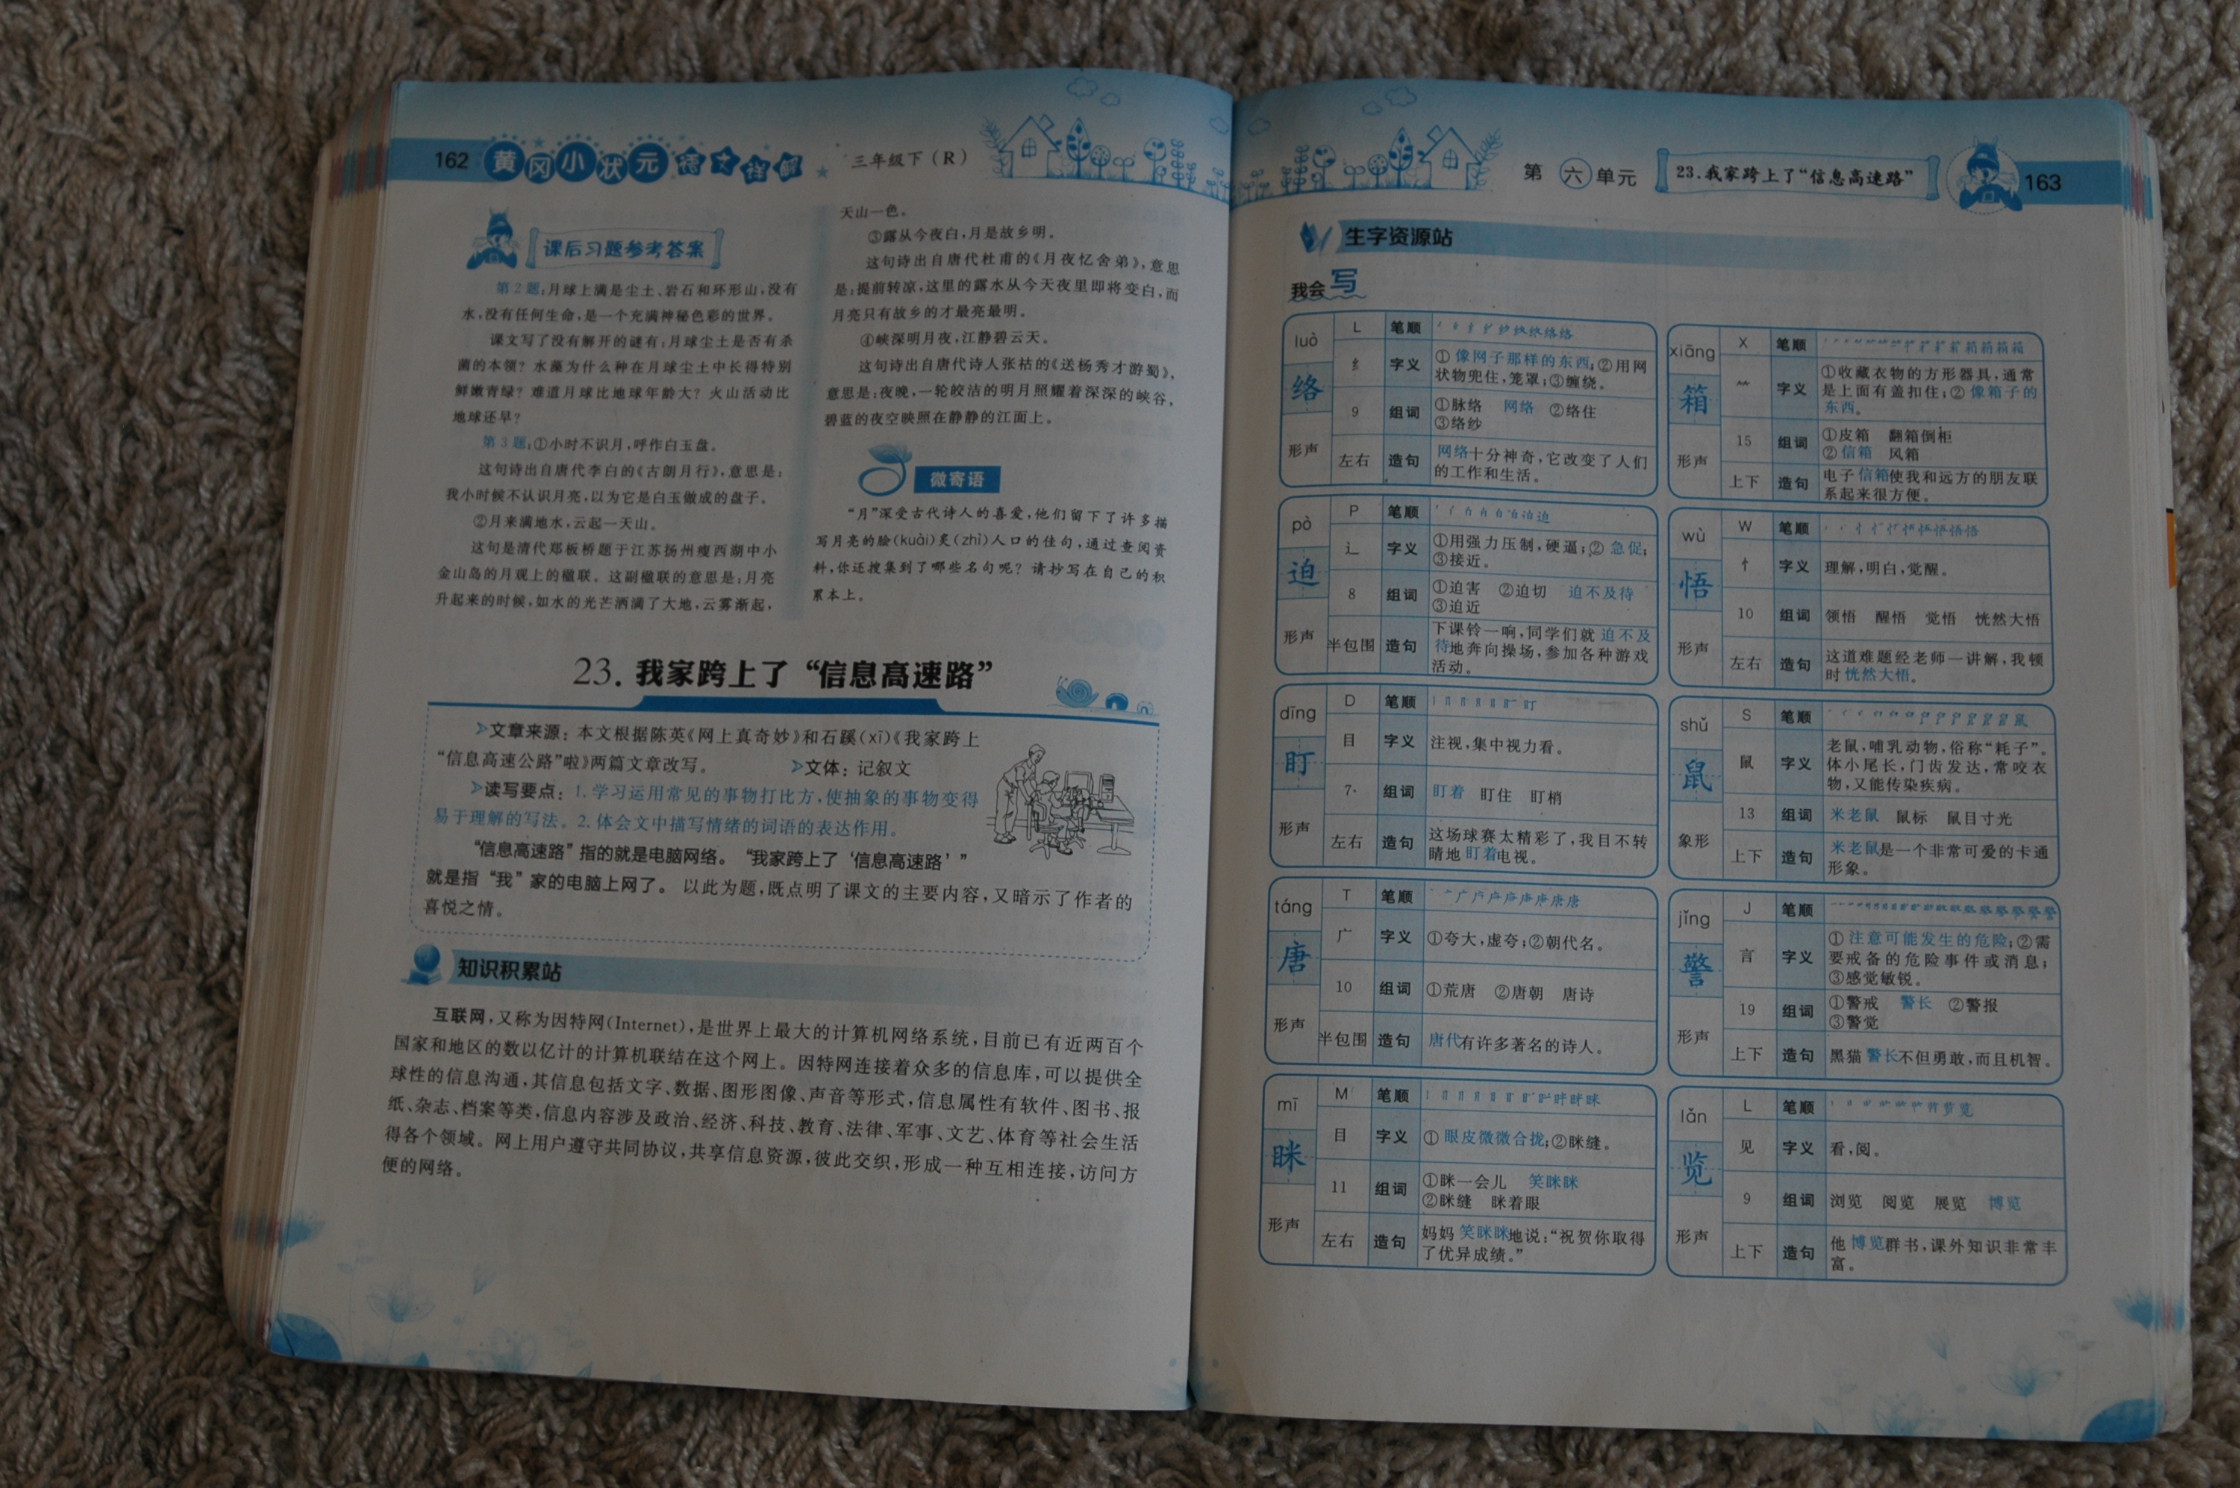 162 黄冈小状元 三年级下(R)
课后习题参考答案
第2题:月球上满是尘土、岩石和环形山,没有
水,没有任何生命,是一个充满神秘色彩的世界。
课文写了没有解开的谜有:月球尘土是否有杀
菌的本领?水藻为什么种在月球尘土中长得特别
鲜嫩青绿?难道月球比地球年龄大?火山活动比
地球还早?
第3题:①小时不识月,呼作白玉盘。
这句诗出自唐代李白的《古朗月行》,意思是:
我小时候不认识月亮,以为它是白玉做成的盘子。
②月来满地水,云起一天山。
这句是清代郑板桥题于江苏扬州瘦西湖中小
金山岛的月观上的楹联。这副楹联的意思是:月亮
升起来的时候,如水的光芒洒满了大地,云雾渐起,
天山一色。
③露从今夜白,月是故乡明。
这句诗出自唐代杜甫的《月夜忆舍弟》,意思
是:提前转凉,这里的露水从今天夜里即将变白,而
月亮只有故乡的才最亮最明。
④峡深明月夜,江静碧云天。
这句诗出自唐代诗人张祜的《送杨秀才游蜀》,
意思是:夜晚,一轮皎洁的明月照耀着深深的峡谷,
碧蓝的夜空映照在静静的江面上。
微寄语
“月”深受古代诗人的喜爱,他们留下了许多描
写月亮的脍(kuài)炙(zhì)人口的佳句,通过查阅资
料,你还搜集到了哪些名句呢?请抄写在自己的积
累本上。
23. 我家跨上了“信息高速路”
➢文章来源:本文根据陈英《网上真奇妙》和石蹊(xī)《我家跨上
“信息高速公路”啦》两篇文章改写。 ➢文体:记叙文
➢读写要点:1.学习运用常见的事物打比方,使抽象的事物变得
易于理解的写法。2.体会文中描写情绪的词语的表达作用。
“信息高速路”指的就是电脑网络。“我家跨上了‘信息高速路’”
就是指“我”家的电脑上网了。以此为题,既点明了课文的主要内容,又暗示了作者的
喜悦之情。
知识积累站
互联网,又称为因特网(Internet),是世界上最大的计算机网络系统,目前已有近两百个
国家和地区的数以亿计的计算机联结在这个网上。因特网连接着众多的信息库,可以提供全
球性的信息沟通,其信息包括文字、数据、图形图像、声音等形式,信息属性有软件、图书、报
纸、杂志、档案等类,信息内容涉及政治、经济、科技、教育、法律、军事、文艺、体育等社会生活
得各个领域。网上用户遵守共同协议,共享信息资源,彼此交织,形成一种互相连接,访问方
便的网络。
第六单元 23.我家跨上了“信息高速路” 163
生字资源站
我会写
luò 络 形声 L 纟 9 左右
笔顺
字义 ①像网子那样的东西;②用网
状物兜住,笼罩;③缠绕。
组词 ①脉络 网络 ②络住
③络纱
造句 网络十分神奇,它改变了人们
的工作和生活。
xiāng 箱 形声 X 15 上下
笔顺
字义 ①收藏衣物的方形器具,通常
是上面有盖扣住;②像箱子的
东西。
组词 ①皮箱 翻箱倒柜
②信箱 风箱
造句 电子信箱使我和远方的朋友联
系起来很方便。
pò 迫 形声 P 辶 8 半包围
笔顺
字义 ①用强力压制,硬逼;②急促;
③接近。
组词 ①迫害 ②迫切 迫不及待
③迫近
造句 下课铃一响,同学们就迫不及
待地奔向操场,参加各种游戏
活动。
wù 悟 形声 W 忄 10 左右
笔顺
字义 理解,明白,觉醒。
组词 领悟 醒悟 觉悟 恍然大悟
造句 这道难题经老师一讲解,我顿
时恍然大悟。
dīng 盯 形声 D 目 7 左右
笔顺
字义 注视,集中视力看。
组词 盯着 盯住 盯梢
造句 这场球赛太精彩了,我目不转
睛地盯着电视。
shǔ 鼠 象形 S 鼠 13 上下
笔顺
字义 老鼠,哺乳动物,俗称“耗子”。
体小尾长,门齿发达,常咬衣
物,又能传染疾病。
组词 米老鼠 鼠标 鼠目寸光
造句 米老鼠是一个非常可爱的卡通
形象。
táng 唐 形声 T 广 10 半包围
笔顺
字义 ①夸大,虚夸;②朝代名。
组词 ①荒唐 ②唐朝 唐诗
造句 唐代有许多著名的诗人。
jǐng 警 形声 J 言 19 上下
笔顺
字义 ①注意可能发生的危险;②需
要戒备的危险事件或消息;
③感觉敏锐。
组词 ①警戒 警长 ②警报
③警觉
造句 黑猫警长不但勇敢,而且机智。
mī 眯 形声 M 目 11 左右
笔顺
字义 ①眼皮微微合拢;②眯缝。
组词 ①眯一会儿 笑眯眯
②眯缝 眯着眼
造句 妈妈笑眯眯地说:“祝贺你取得
了优异成绩。”
lǎn 览 形声 L 见 9 上下
笔顺
字义 看,阅。
组词 浏览 阅览 展览 博览
造句 他博览群书,课外知识非常丰
富。